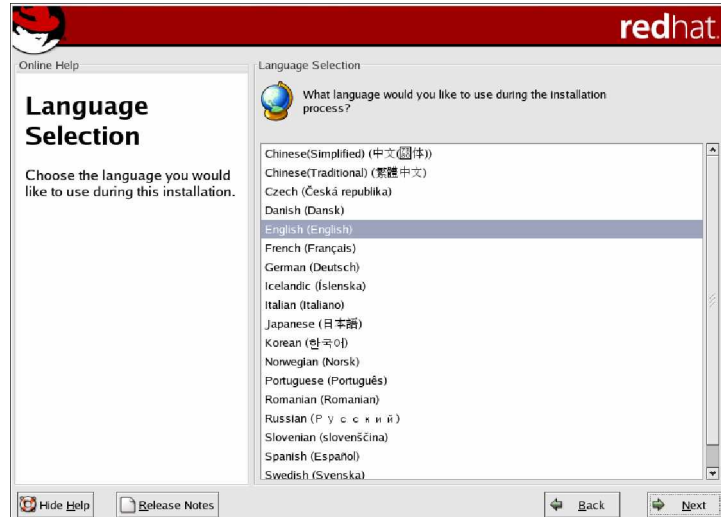 redhat.
Online Help
Language
Selection
Choose the language you would
like to use during this installation.
Language Selection
What language would you like to use during the installation
process?
Chinese(Simplified) (中文(体))
Chinese(Traditional) (繁體中文)
Czech (Česká republika)
Danish (Dansk)
English (English)
French (Français)
German (Deutsch)
Icelandic (Íslenska)
Italian (Italiano)
Japanese (日本語)
Korean (한국어)
Norwegian (Norsk)
Portuguese (Português)
Romanian (Romanian)
Russian (Русский)
Slovenian (slovenščina)
Spanish (Español)
Swedish (Svenska)
Hide Help
Release Notes
Back
Next